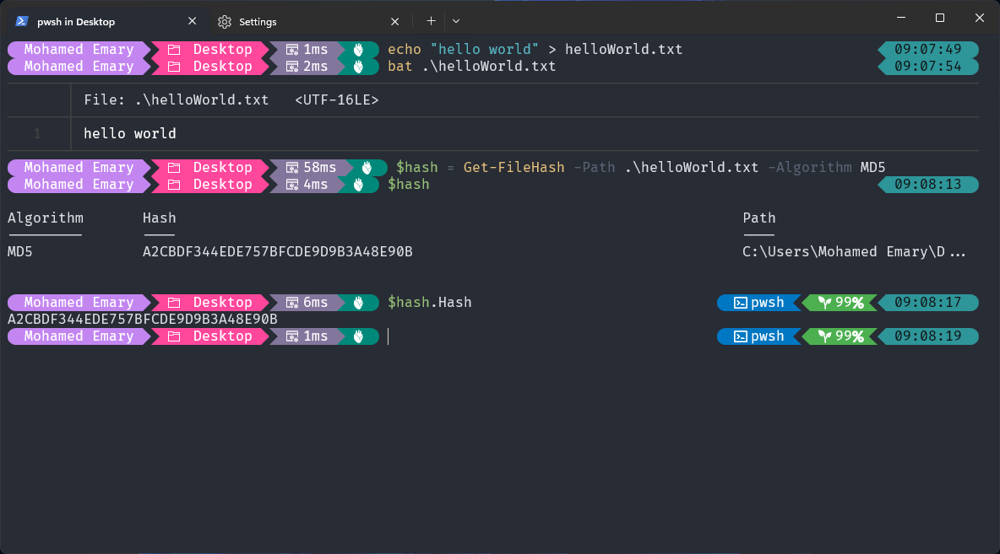 pwsh in Desktop Settings
Mohamed Emary Desktop 1ms echo "hello world" > helloWorld.txt 09:07:49
Mohamed Emary Desktop 2ms bat .\helloWorld.txt 09:07:54
File: .\helloWorld.txt <UTF-16LE>
1 hello world
Mohamed Emary Desktop 58ms $hash = Get-FileHash -Path .\helloWorld.txt -Algorithm MD5
Mohamed Emary Desktop 4ms $hash 09:08:13
Algorithm Hash Path
MD5 A2CBDF344EDE757BFCDE9D9B3A48E90B C:\Users\Mohamed Emary\D...
Mohamed Emary Desktop 6ms $hash.Hash pwsh 99% 09:08:17
A2CBDF344EDE757BFCDE9D9B3A48E90B
Mohamed Emary Desktop 1ms pwsh 99% 09:08:19